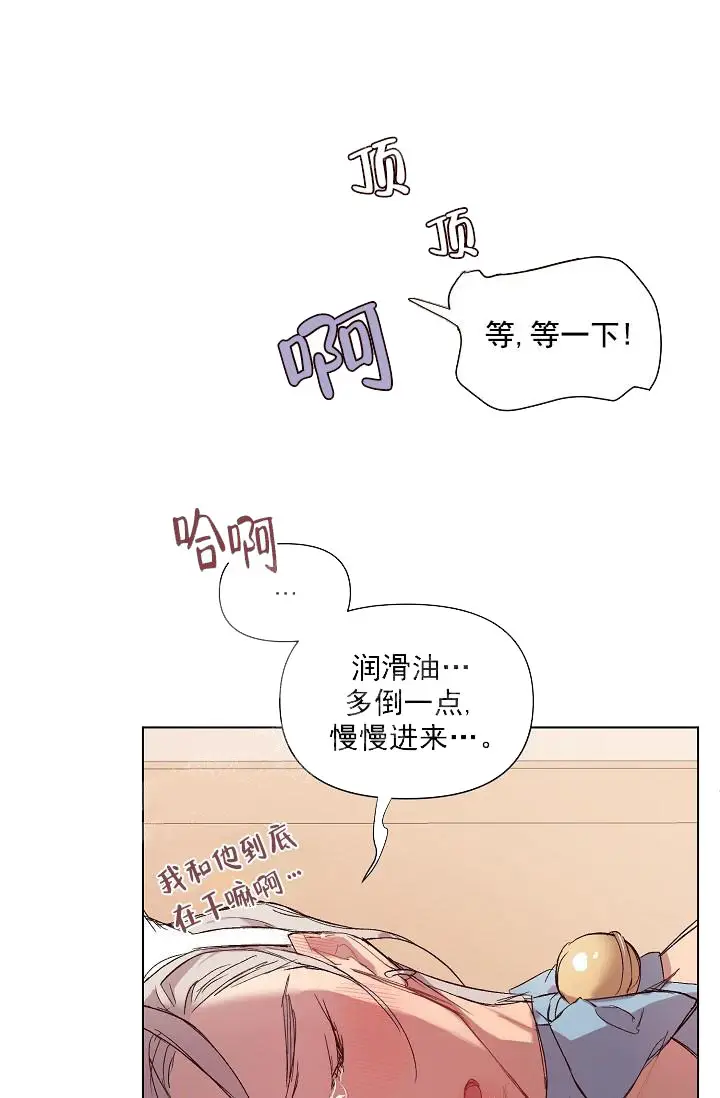 顶
顶
啊
等,等一下!
哈啊
…
润滑油…
多倒一点,
慢慢进来…。
我和他到底
在干嘛啊…